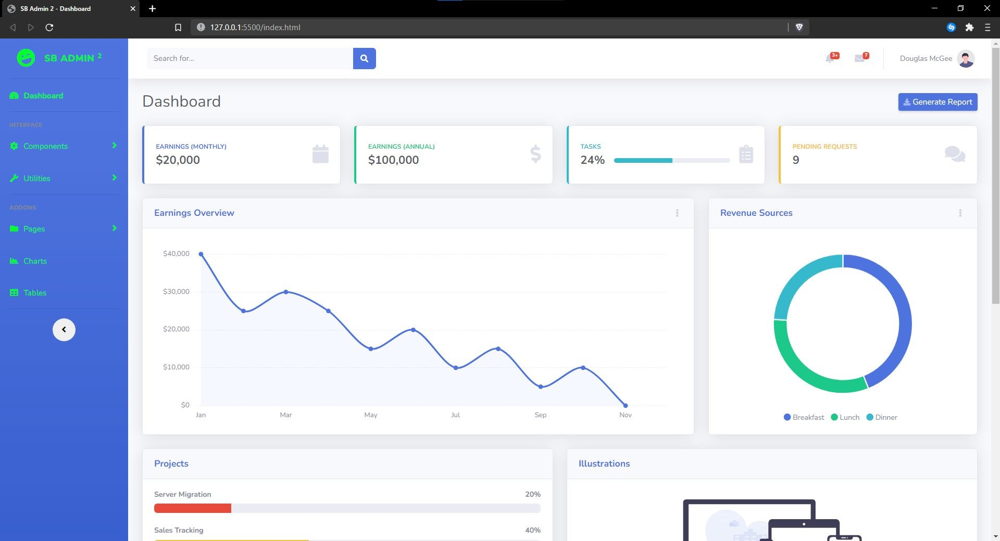 SB Admin 2 - Dashboard
127.0.0.1:5500/index.html
SB ADMIN 2
Search for...
3+
7
Douglas McGee
Dashboard
INTERFACE
Components
Utilities
ADDONS
Pages
Charts
Tables
Dashboard
Generate Report
EARNINGS (MONTHLY)
$20,000
EARNINGS (ANNUAL)
$100,000
TASKS
24%
PENDING REQUESTS
9
Earnings Overview
$40,000
$30,000
$20,000
$10,000
$0
Jan Mar May Jul Sep Nov
Revenue Sources
Breakfast Lunch Dinner
Projects
Server Migration 20%
Sales Tracking 40%
Illustrations